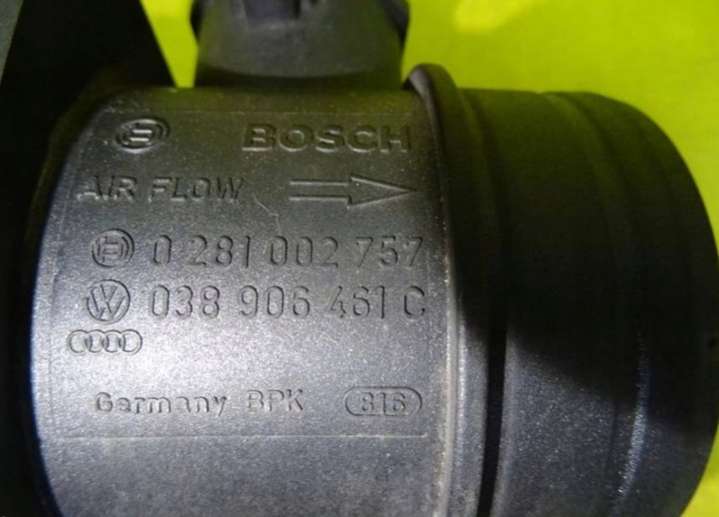 BOSCH
AIR FLOW
0 281 002 757
038 906 461 C
Germany BPK 816